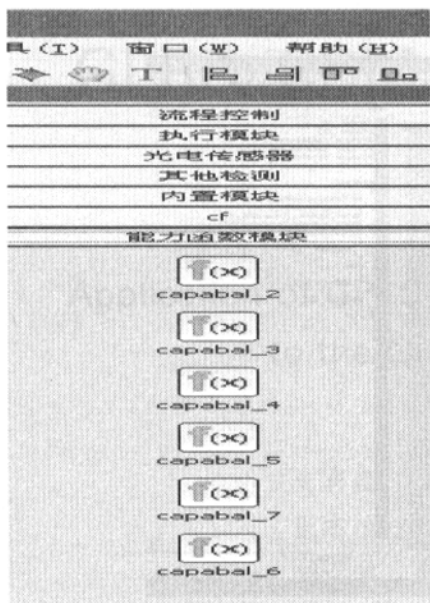 具(I) 窗口(W) 帮助(H)
T
流程控制
执行模块
光电传感器
其他检测
内置模块
cf
能力函数模块
f(x)
capabal_2
f(x)
capabal_3
f(x)
capabal_4
f(x)
capabal_5
f(x)
capabal_7
f(x)
capabal_6